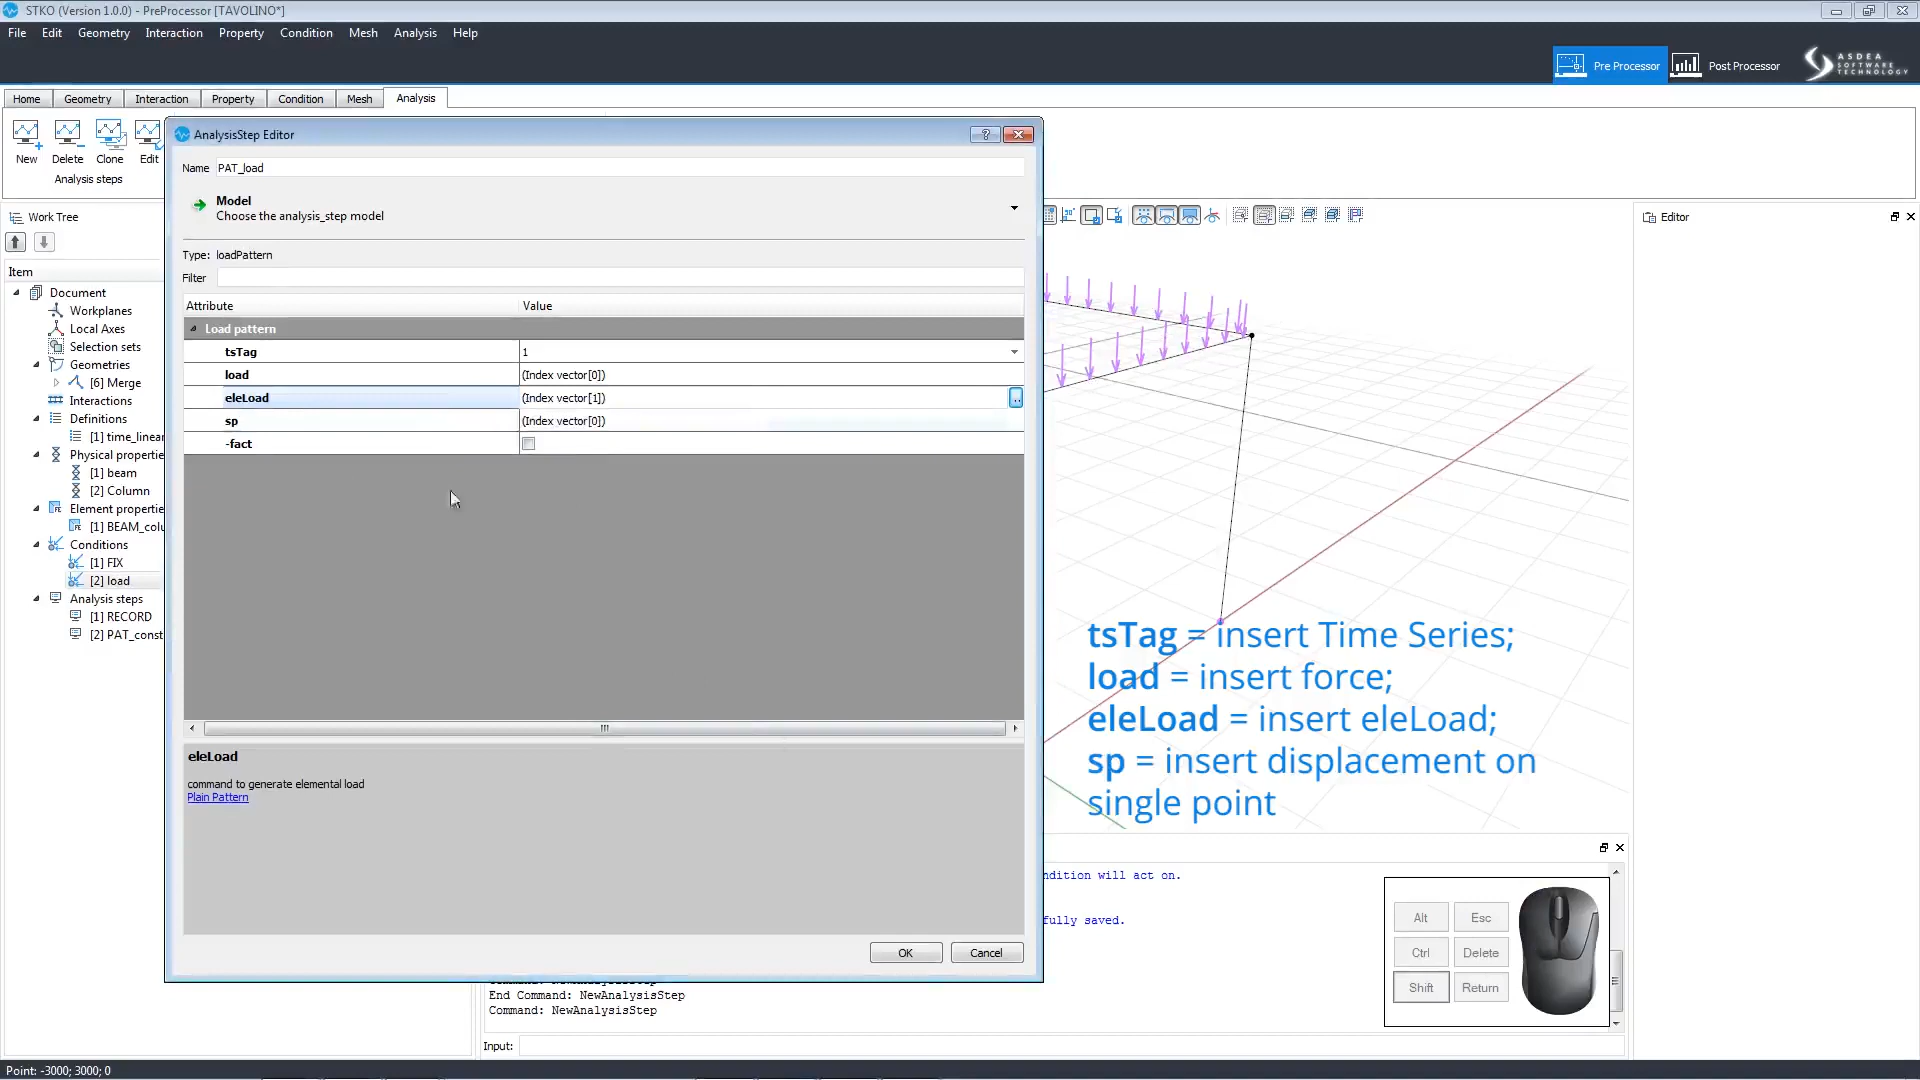 STKO (Version 1.0.0) - PreProcessor [TAVOLINO*]
File Edit Geometry Interaction Property Condition Mesh Analysis Help
Pre Processor Post Processor ASDEA SOFTWARE TECHNOLOGY
Home Geometry Interaction Property Condition Mesh Analysis
New Delete Clone Edit
Analysis steps
Work Tree
Item
Document
Workplanes
Local Axes
Selection sets
Geometries
[6] Merge
Interactions
Definitions
[1] time_linear
Physical propertie
[1] beam
[2] Column
Element propertie
[1] BEAM_colu
Conditions
[1] FIX
[2] load
Analysis steps
[1] RECORD
[2] PAT_const
AnalysisStep Editor
Name PAT_load
Model
Choose the analysis_step model
Type: loadPattern
Filter
Attribute Value
Load pattern
tsTag 1
load (Index vector[0])
eleLoad (Index vector[1]) ..
sp (Index vector[0])
-fact
eleLoad
command to generate elemental load
Plain Pattern
OK Cancel
Editor
tsTag = insert Time Series;
load = insert force;
eleLoad = insert eleLoad;
sp = insert displacement on
single point
ndition will act on.
fully saved.
End Command: NewAnalysisStep
Command: NewAnalysisStep
Input:
Alt Esc
Ctrl Delete
Shift Return
Point: -3000; 3000; 0